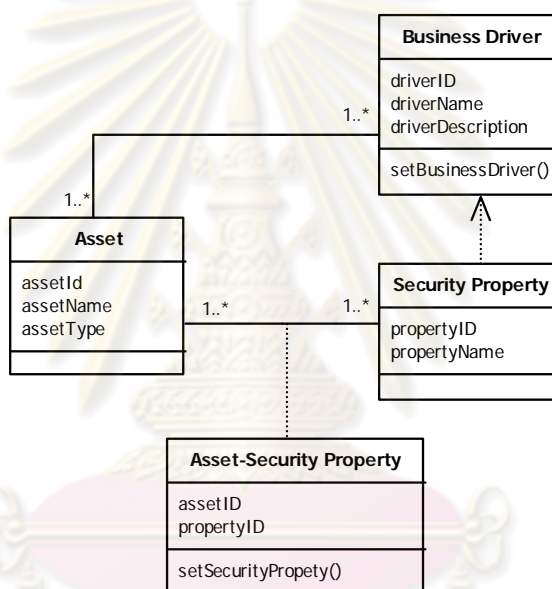 Business Driver
driverID
driverName
driverDescription
setBusinessDriver()
1..*
1..*
Asset
assetId
assetName
assetType
1..*
1..*
Security Property
propertyID
propertyName
Asset-Security Property
assetID
propertyID
setSecurityPropety()